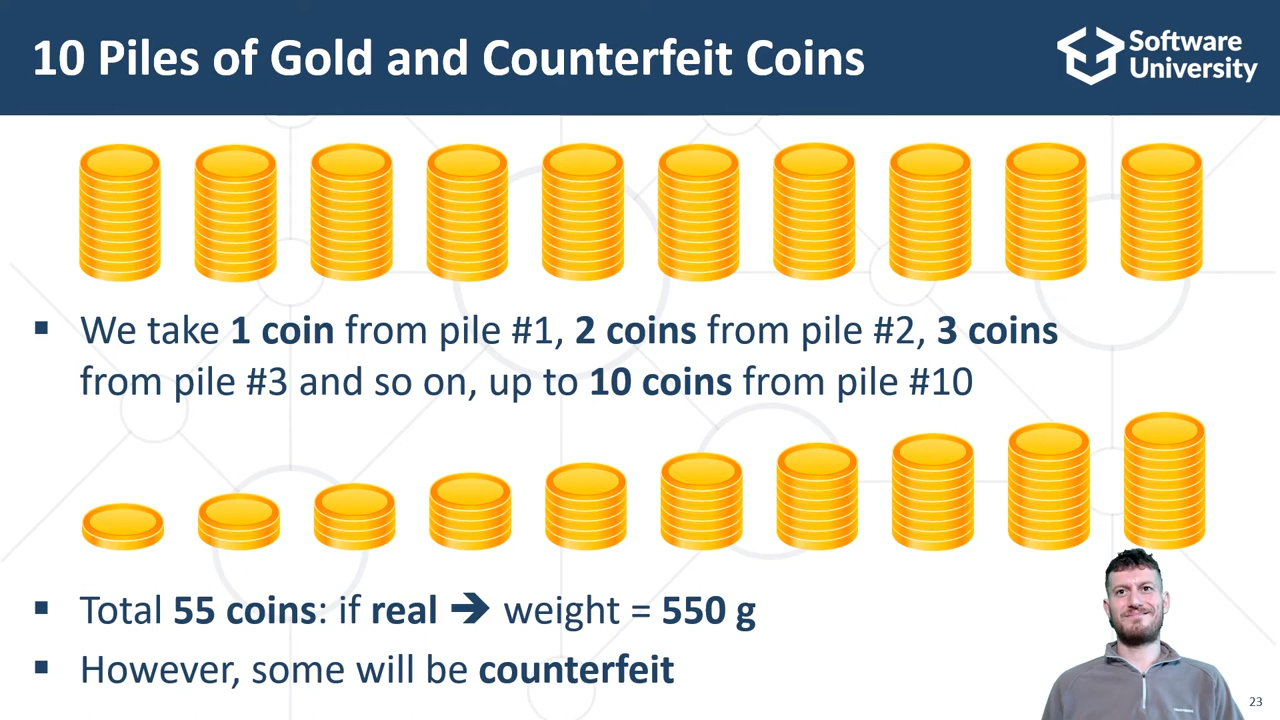 10 Piles of Gold and Counterfeit Coins
Software
University
▪ We take 1 coin from pile #1, 2 coins from pile #2, 3 coins
from pile #3 and so on, up to 10 coins from pile #10
▪ Total 55 coins: if real → weight = 550 g
▪ However, some will be counterfeit
23